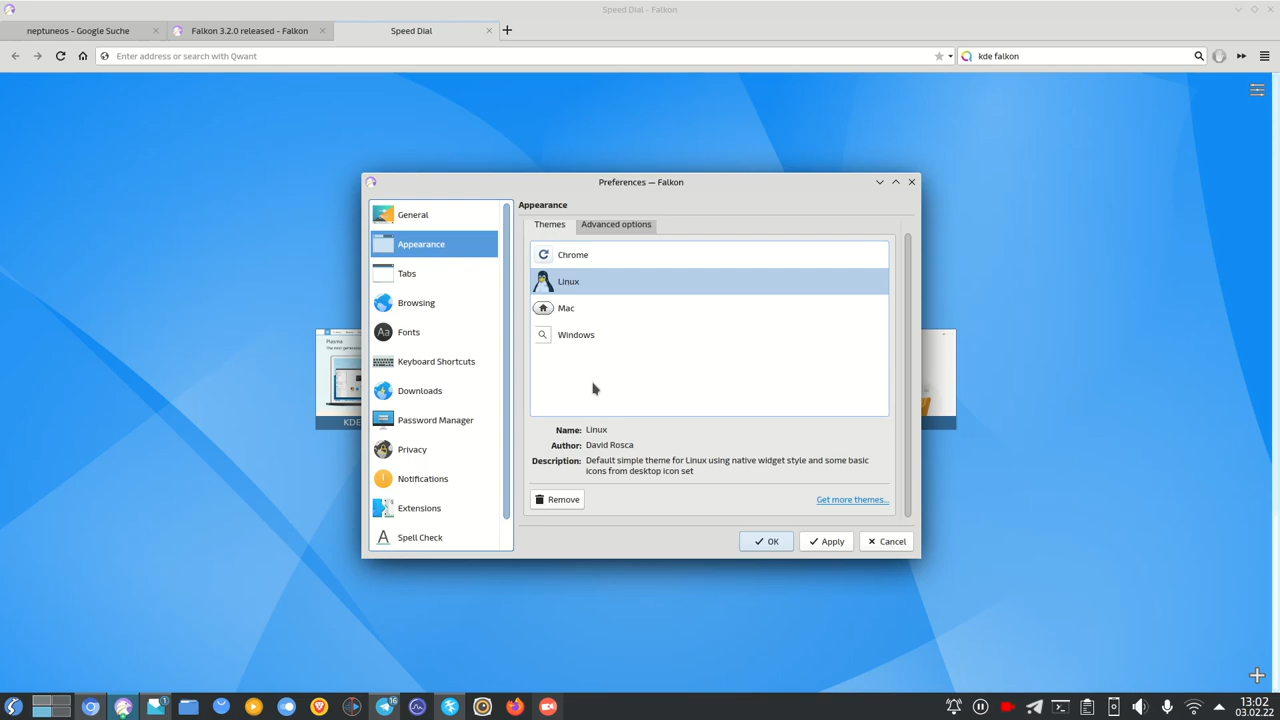 Speed Dial - Falkon
neptuneos - Google Suche
Falkon 3.2.0 released - Falkon
Speed Dial
Enter address or search with Qwant
kde falkon
Preferences — Falkon
General
Appearance
Tabs
Browsing
Fonts
Keyboard Shortcuts
Downloads
Password Manager
Privacy
Notifications
Extensions
Spell Check
Appearance
Themes
Advanced options
Chrome
Linux
Mac
Windows
Name: Linux
Author: David Rosca
Description: Default simple theme for Linux using native widget style and some basic
icons from desktop icon set
Remove
Get more themes...
OK
Apply
Cancel
Plasma
KDE
1
16
13:02
03.02.22